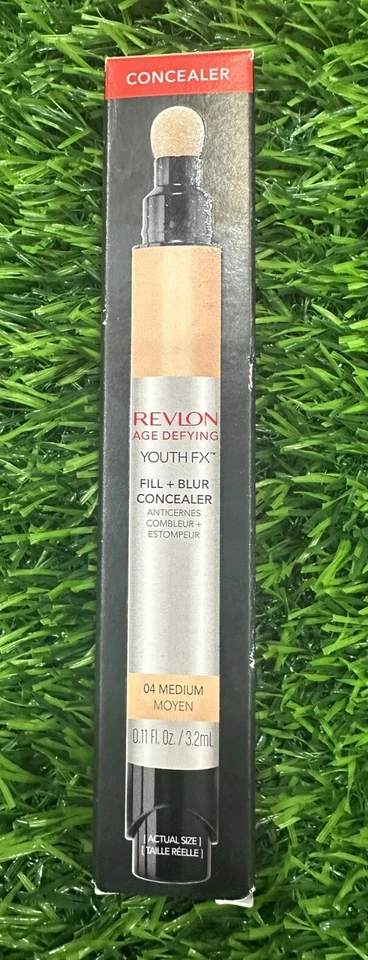 CONCEALER
REVLON
AGE DEFYING
YOUTH FX™
FILL + BLUR
CONCEALER
ANTICERNES
COMBLEUR +
ESTOMPEUR
04 MEDIUM
MOYEN
0.11 Fl. Oz. / 3.2mL
[ ACTUAL SIZE ]
[ TAILLE RÉELLE ]